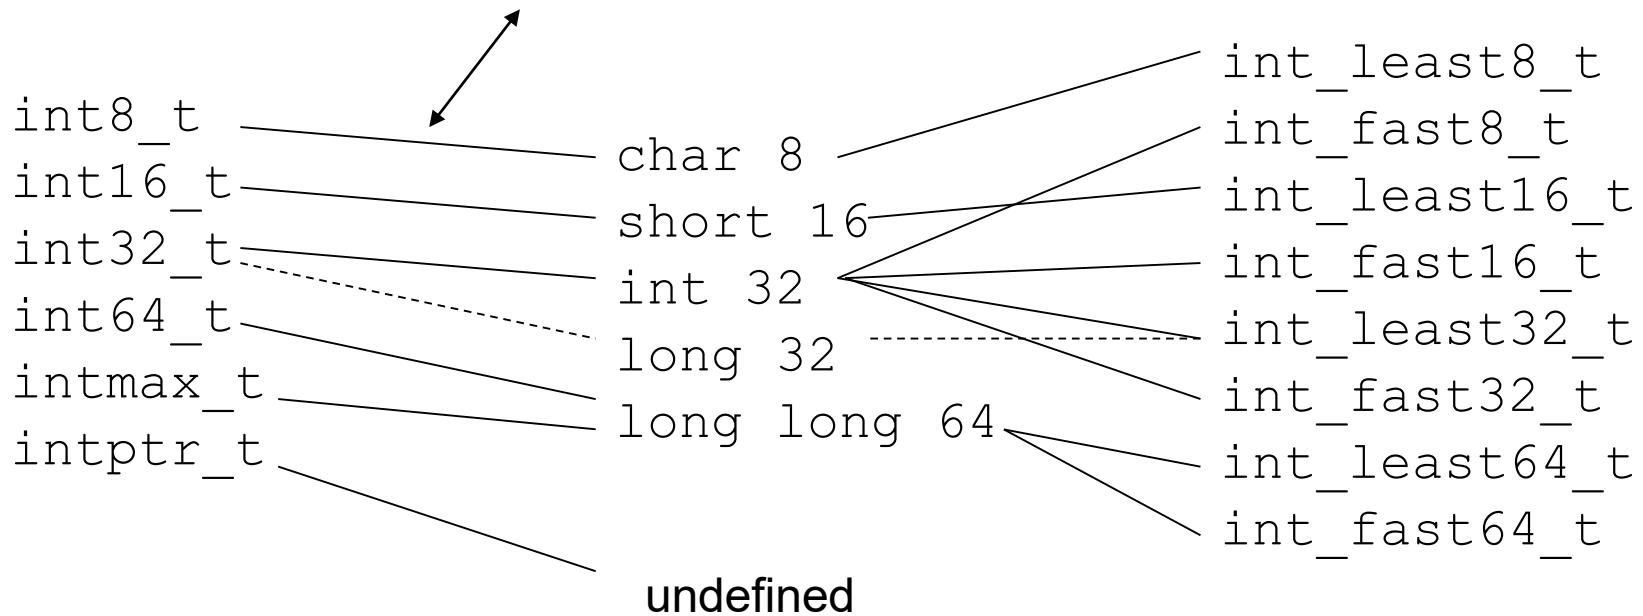 int8_t
int16_t
int32_t
int64_t
intmax_t
intptr_t
char 8
short 16
int 32
long 32
long long 64
undefined
int_least8_t
int_fast8_t
int_least16_t
int_fast16_t
int_least32_t
int_fast32_t
int_least64_t
int_fast64_t